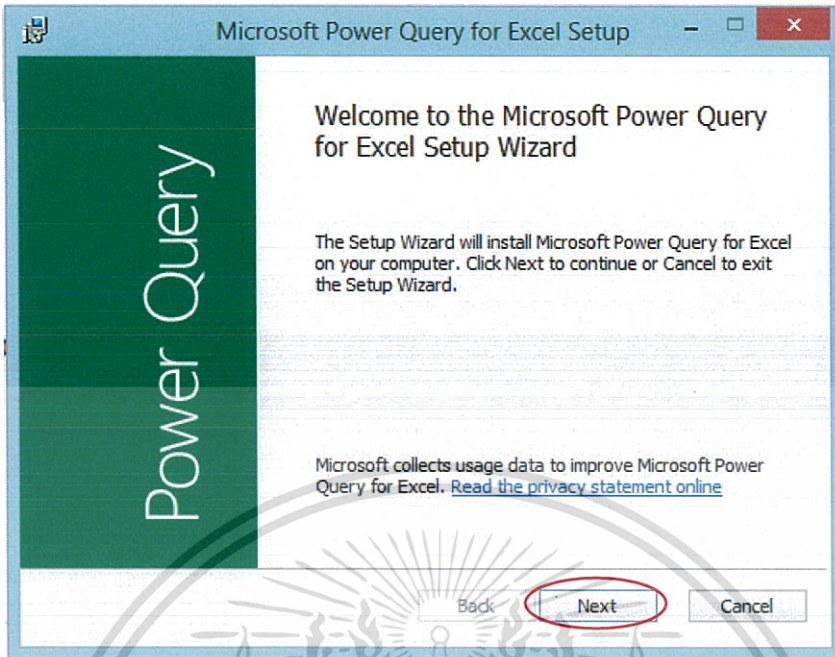 Microsoft Power Query for Excel Setup
Power Query
Welcome to the Microsoft Power Query
for Excel Setup Wizard
The Setup Wizard will install Microsoft Power Query for Excel
on your computer. Click Next to continue or Cancel to exit
the Setup Wizard.
Microsoft collects usage data to improve Microsoft Power
Query for Excel. Read the privacy statement online
Back Next Cancel